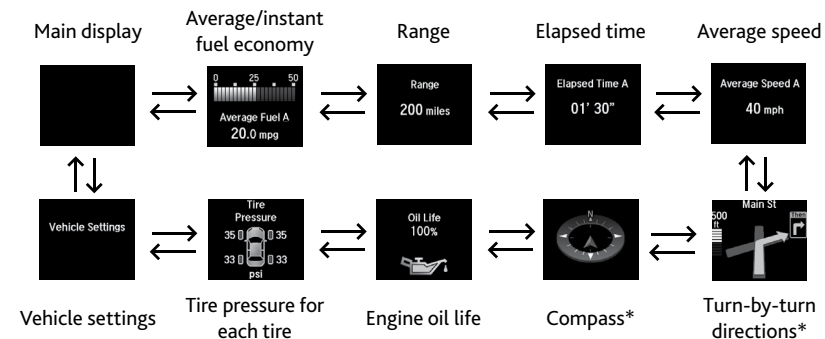 Main display
Average/instant
fuel economy
Range
Elapsed time
Average speed
0 25 50
Average Fuel A
20.0 mpg
Range
200 miles
Elapsed Time A
01' 30"
Average Speed A
40 mph
Vehicle Settings
Tire
Pressure
35 35
33 33
psi
Oil Life
100%
N
Main St
500
ft
Then
Vehicle settings
Tire pressure for
each tire
Engine oil life
Compass*
Turn-by-turn
directions*